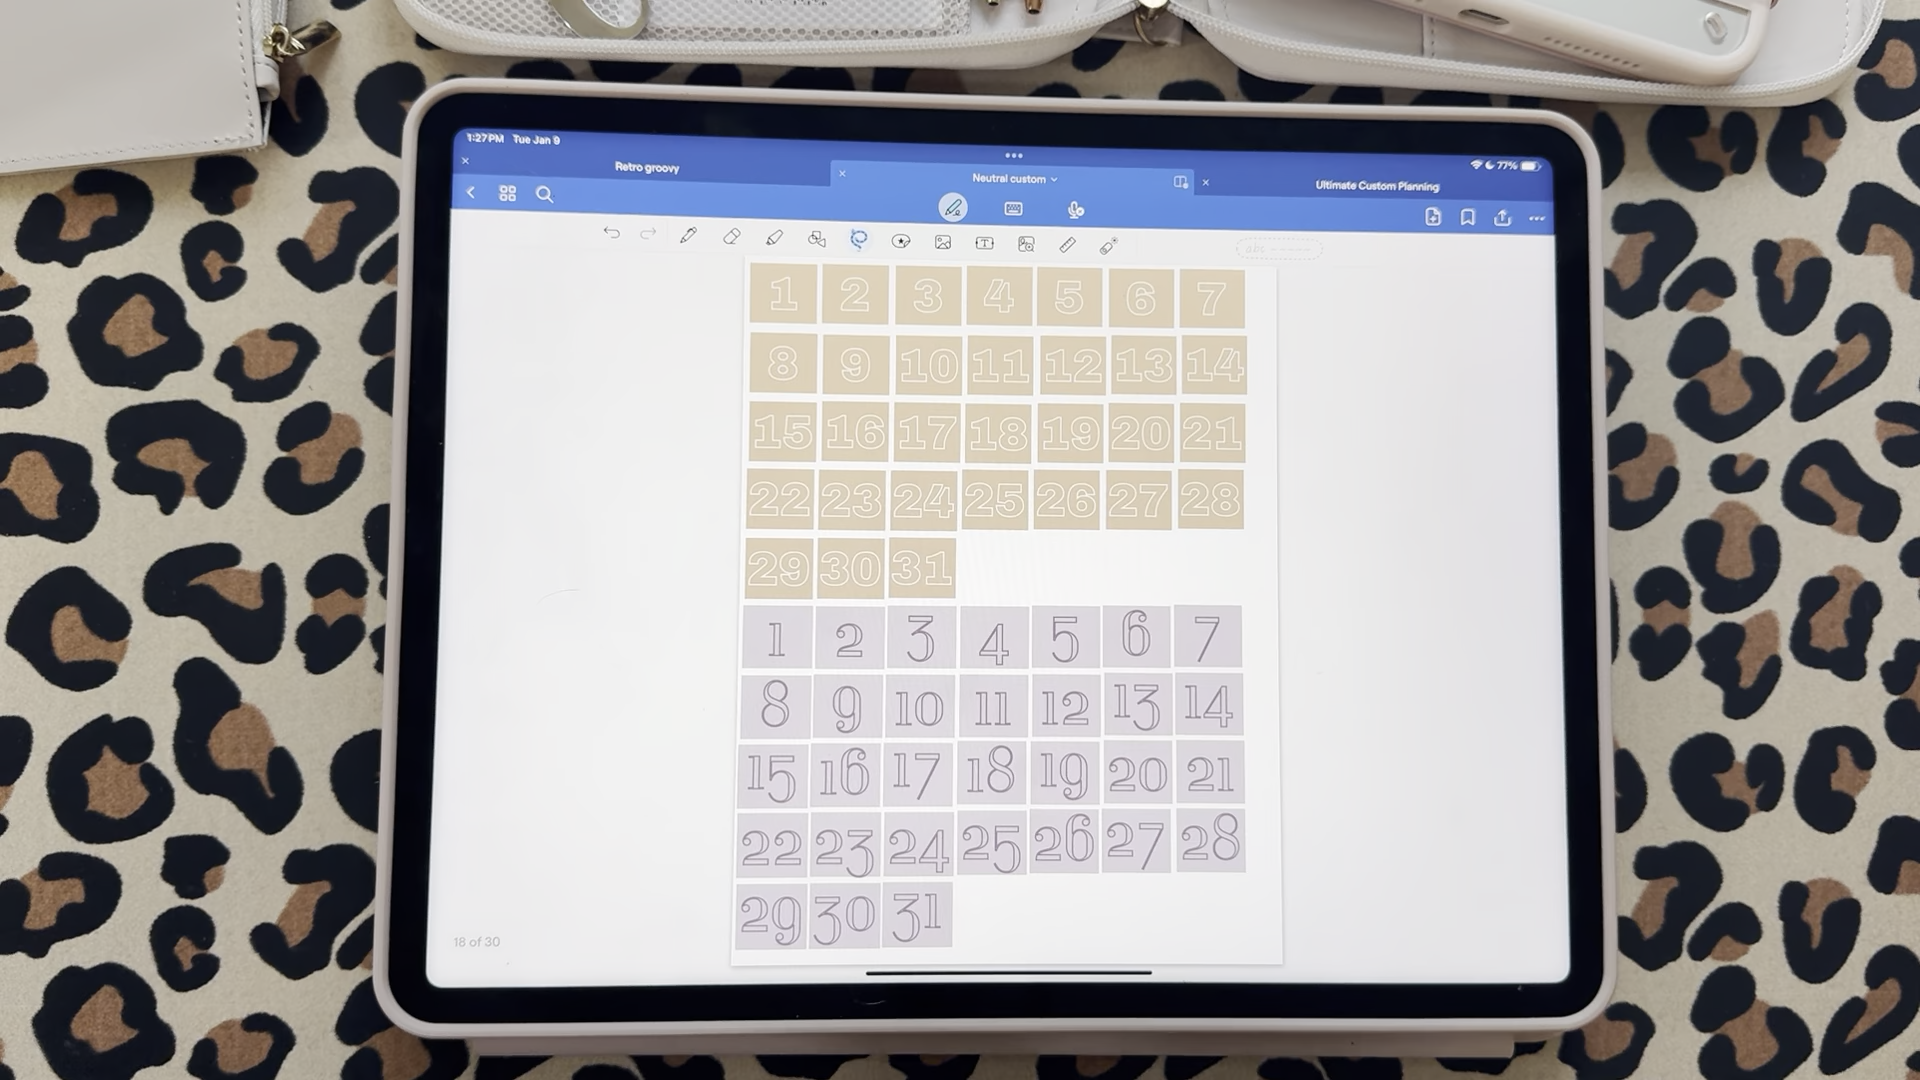 1:27 PM Tue Jan 9
77%
Retro groovy
Neutral custom
Ultimate Custom Planning
abc
1 2 3 4 5 6 7
8 9 10 11 12 13 14
15 16 17 18 19 20 21
22 23 24 25 26 27 28
29 30 31
1 2 3 4 5 6 7
8 9 10 11 12 13 14
15 16 17 18 19 20 21
22 23 24 25 26 27 28
29 30 31
18 of 30